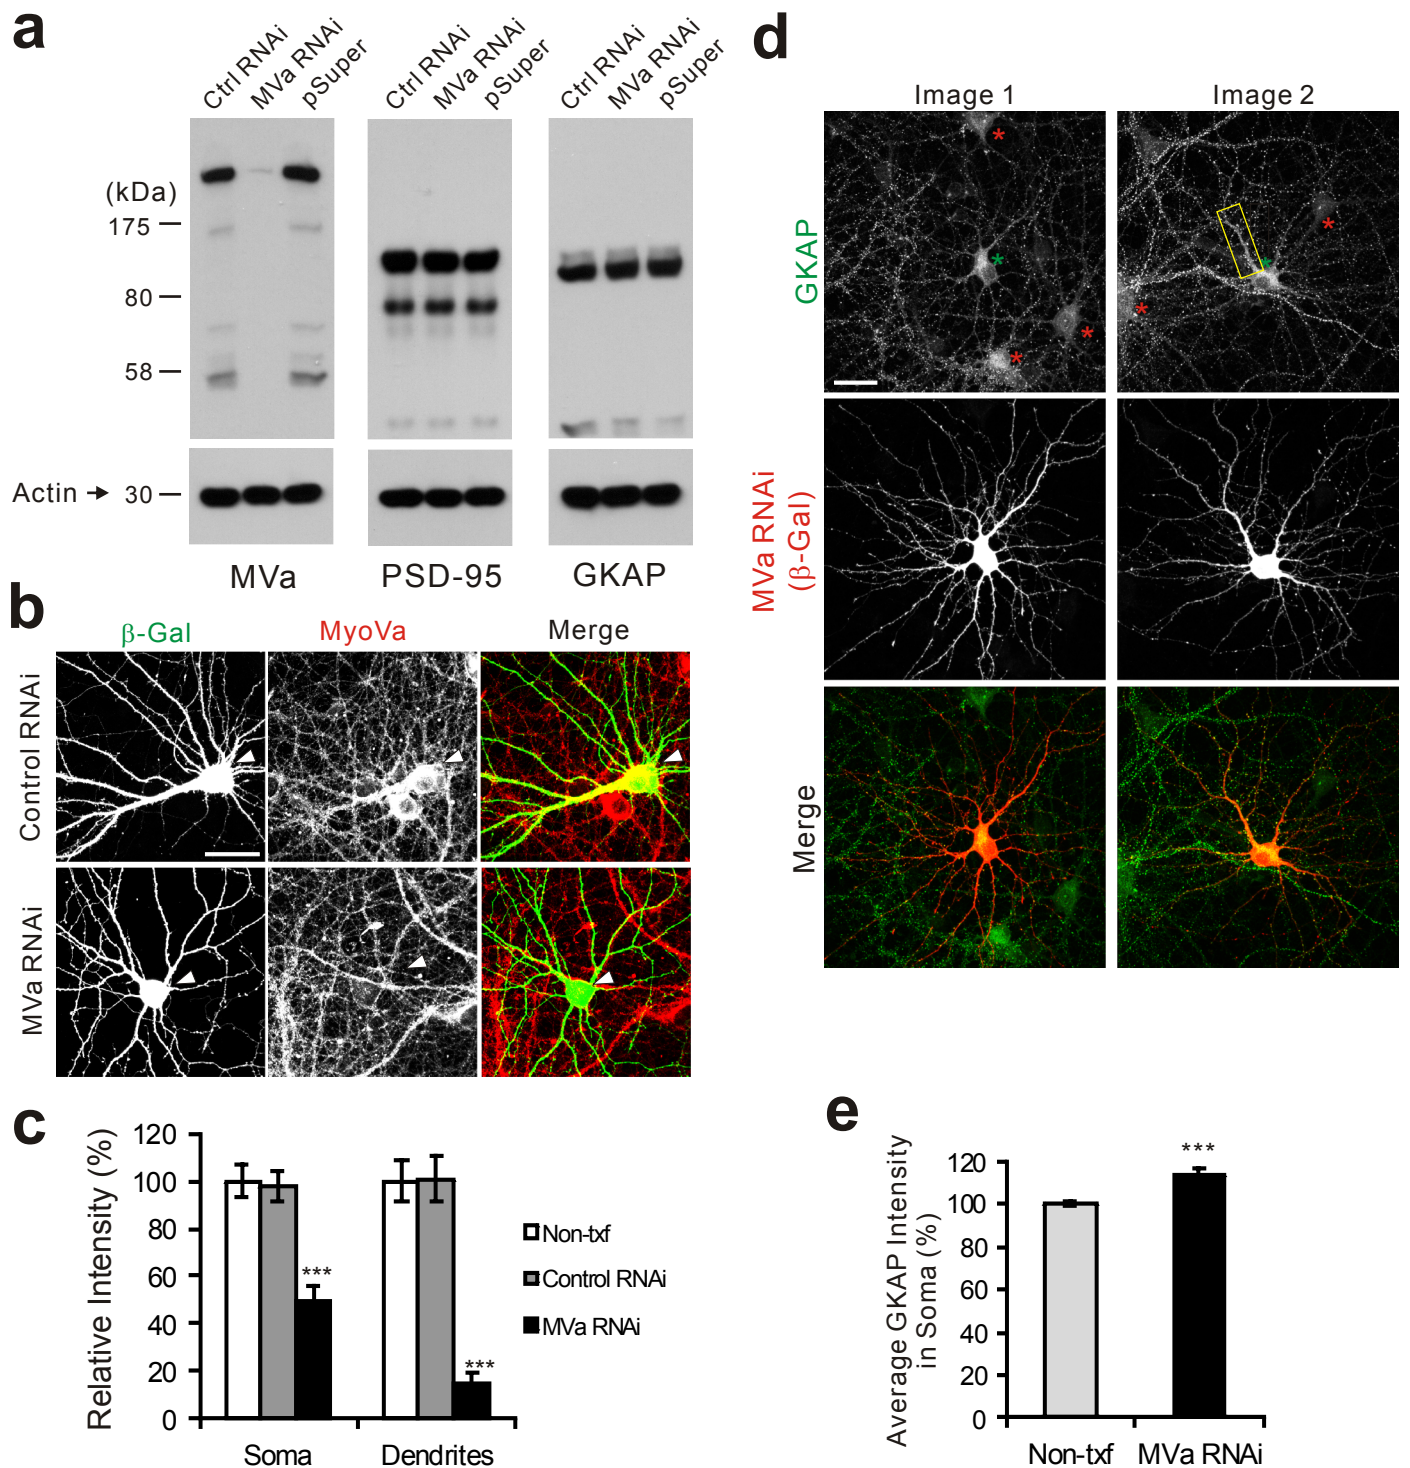 a
Ctrl RNAi
MVa RNAi
pSuper
Ctrl RNAi
MVa RNAi
pSuper
Ctrl RNAi
MVa RNAi
pSuper
(kDa)
175
80
58
Actin → 30
MVa
PSD-95
GKAP
b
β-Gal
MyoVa
Merge
Control RNAi
MVa RNAi
c
Relative Intensity (%)
120
100
80
60
40
20
0
***
***
Soma
Dendrites
Non-txf
Control RNAi
MVa RNAi
d
Image 1
Image 2
GKAP
*
*
*
*
*
*
*
MVa RNAi
(β-Gal)
Merge
e
Average GKAP Intensity
in Soma (%)
120
100
80
60
40
20
0
***
Non-txf
MVa RNAi